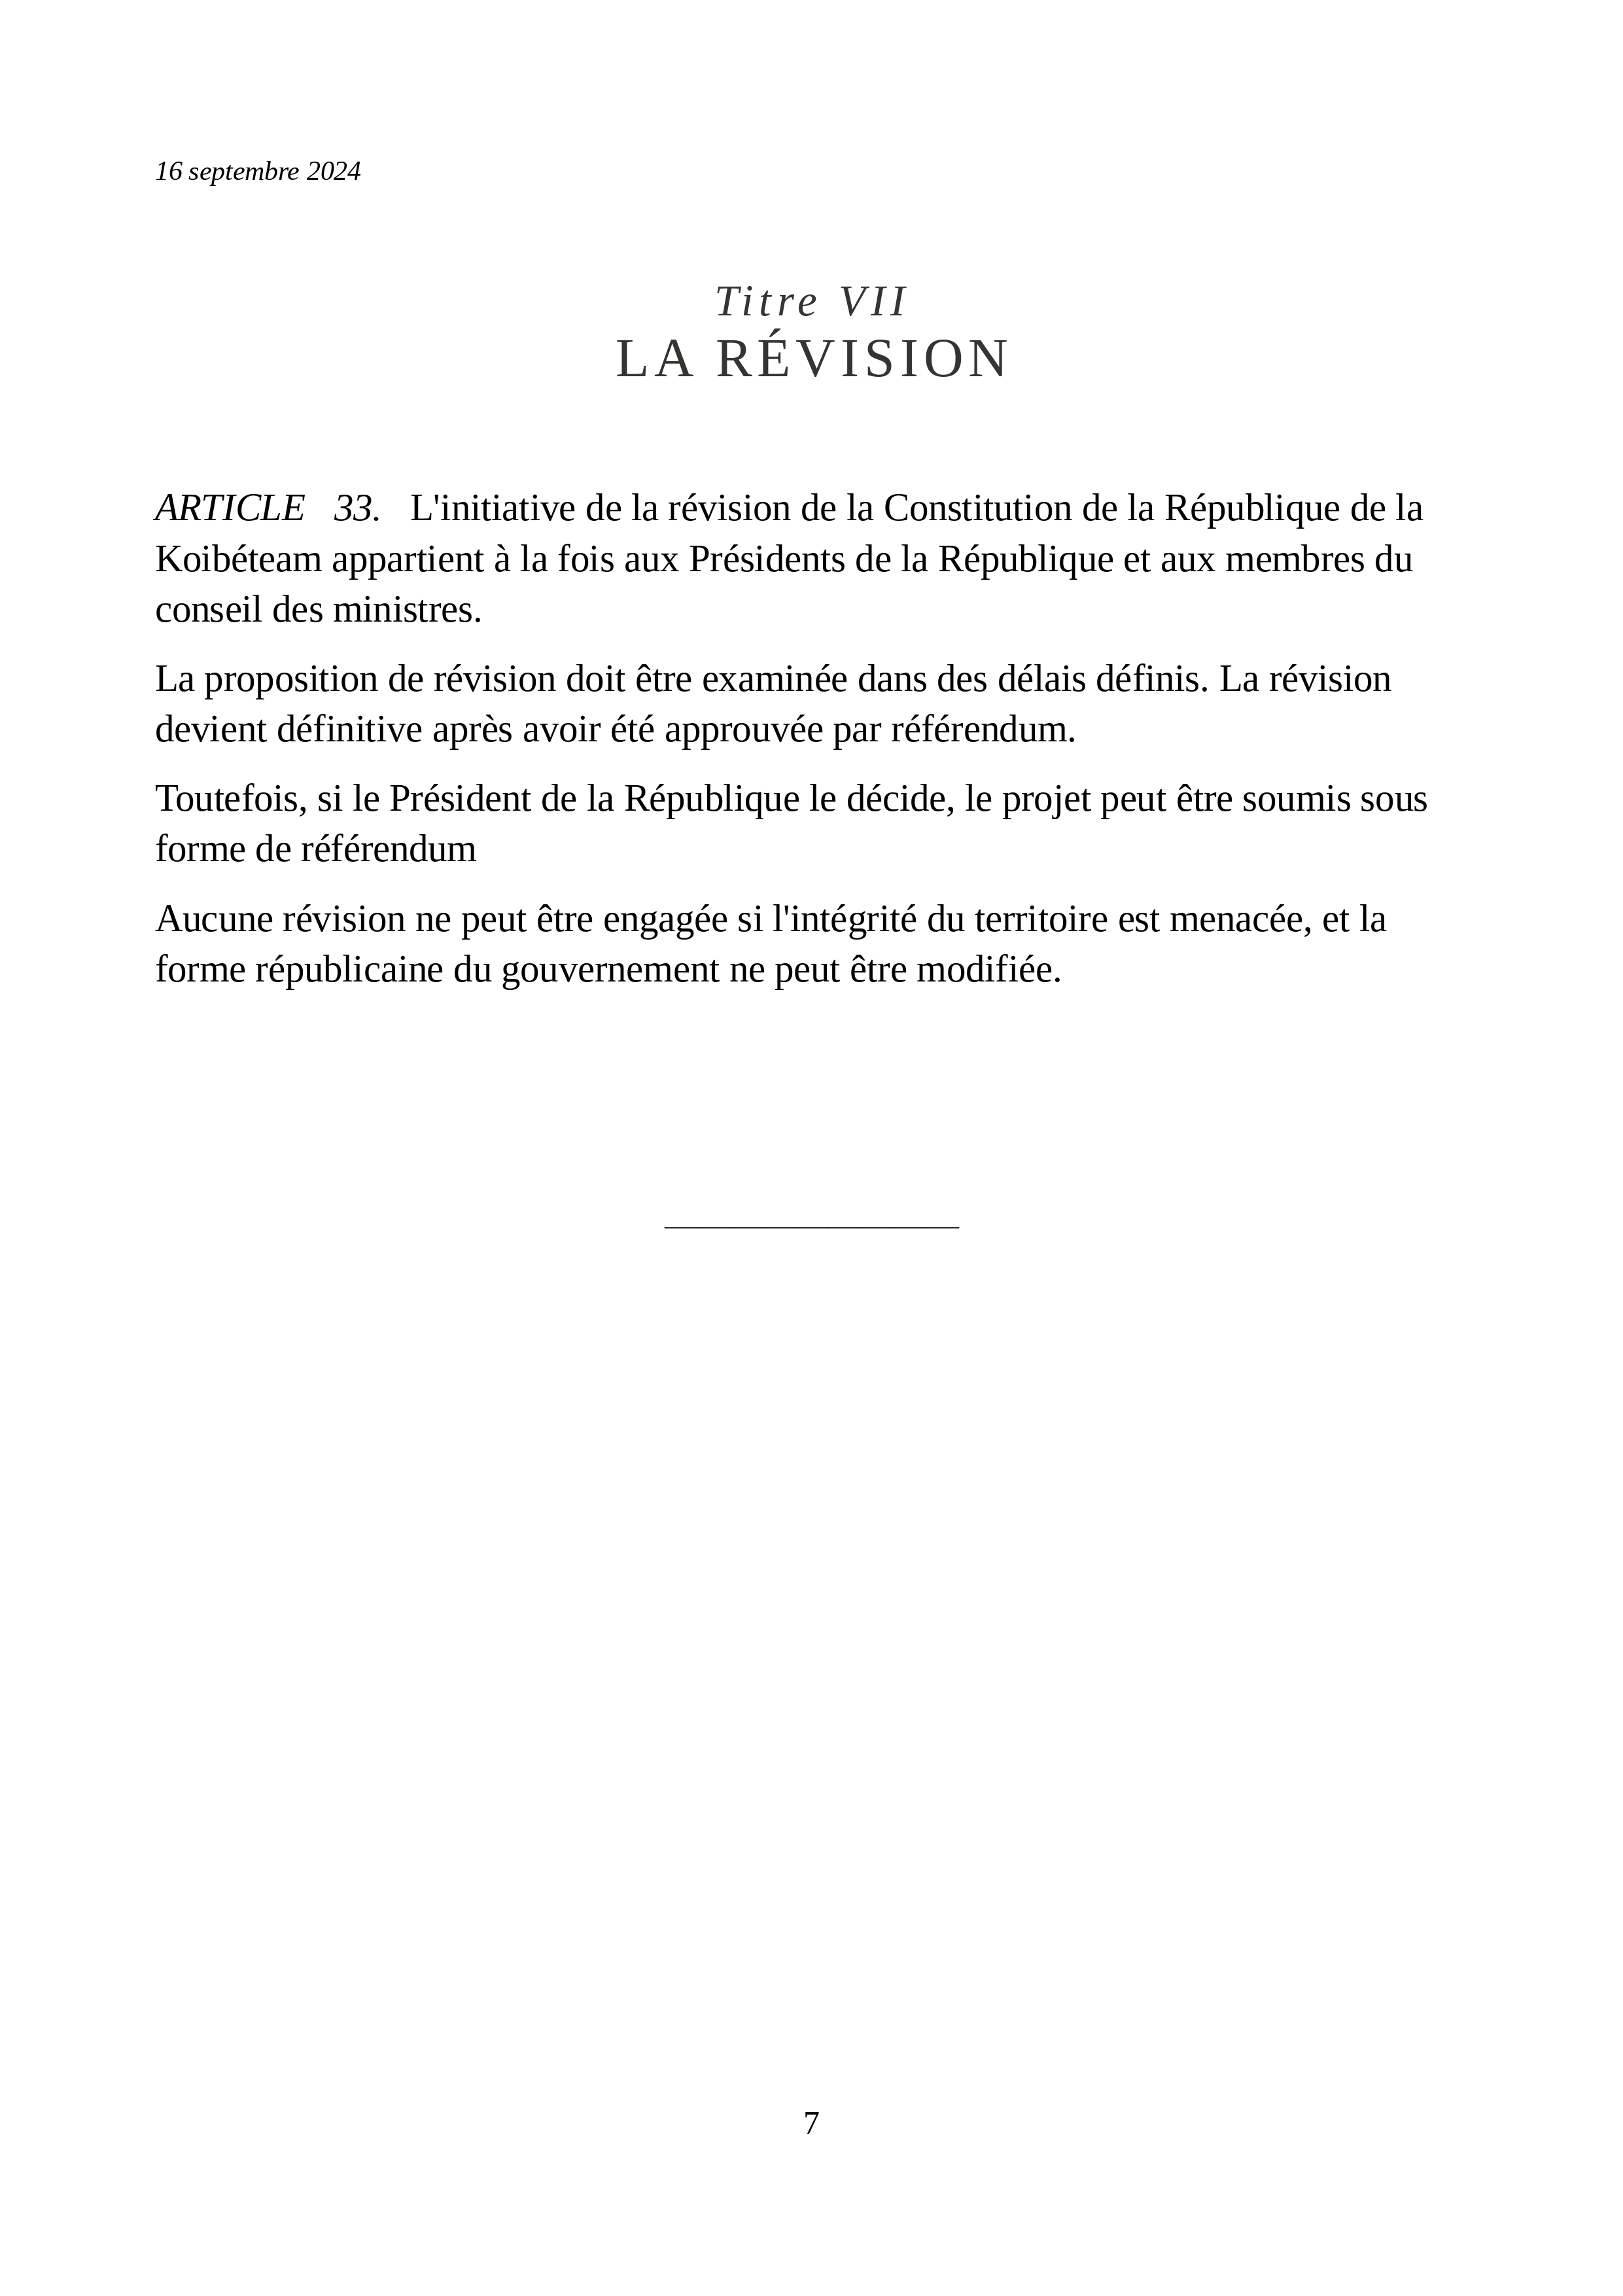 16 septembre 2024
Titre VII
LA RÉVISION
ARTICLE 33. L'initiative de la révision de la Constitution de la République de la
Koibéteam appartient à la fois aux Présidents de la République et aux membres du
conseil des ministres.
La proposition de révision doit être examinée dans des délais définis. La révision
devient définitive après avoir été approuvée par référendum.
Toutefois, si le Président de la République le décide, le projet peut être soumis sous
forme de référendum
Aucune révision ne peut être engagée si l'intégrité du territoire est menacée, et la
forme républicaine du gouvernement ne peut être modifiée.
7